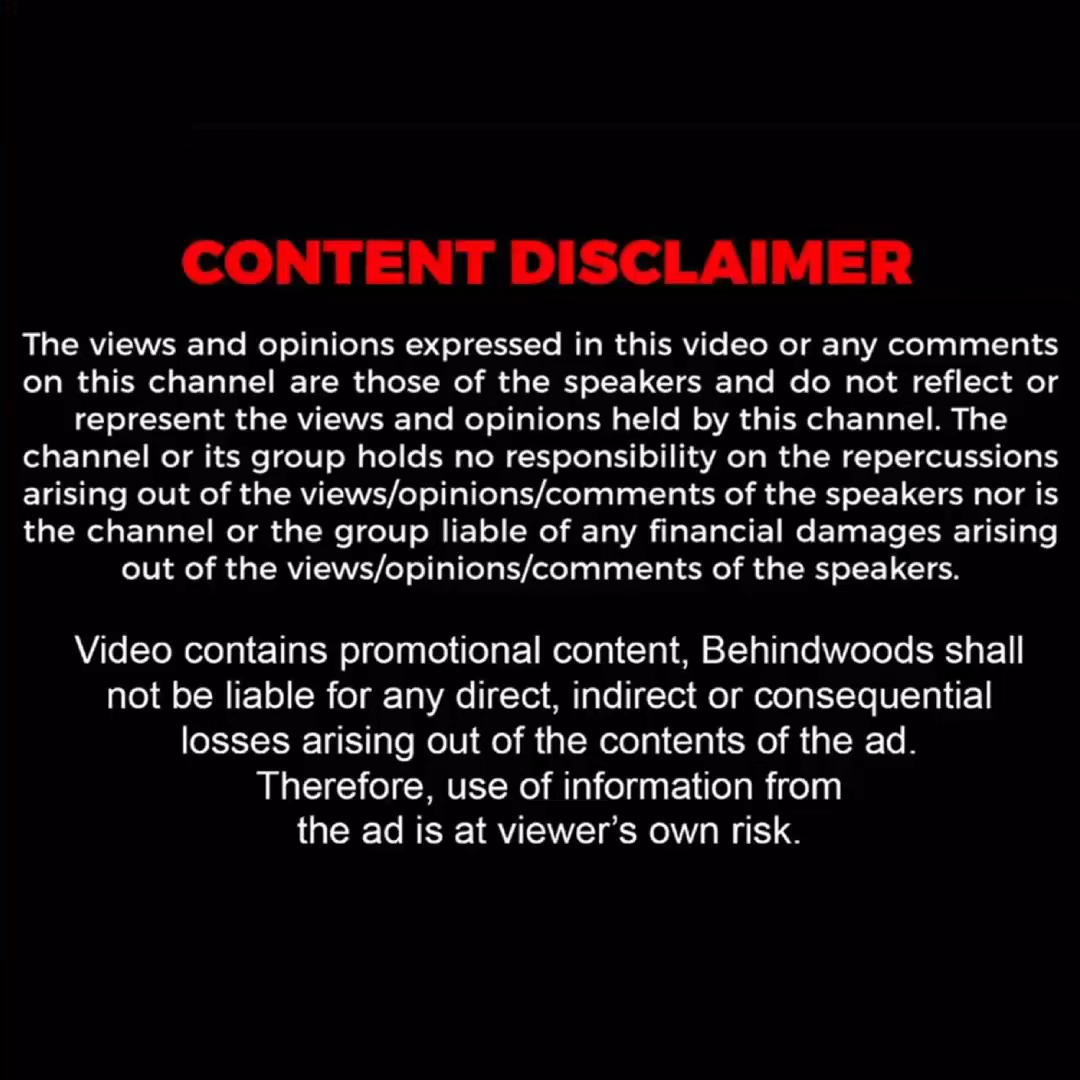 CONTENT DISCLAIMER
The views and opinions expressed in this video or any comments
on this channel are those of the speakers and do not reflect or
represent the views and opinions held by this channel. The
channel or its group holds no responsibility on the repercussions
arising out of the views/opinions/comments of the speakers nor is
the channel or the group liable of any financial damages arising
out of the views/opinions/comments of the speakers.
Video contains promotional content, Behindwoods shall
not be liable for any direct, indirect or consequential
losses arising out of the contents of the ad.
Therefore, use of information from
the ad is at viewer’s own risk.